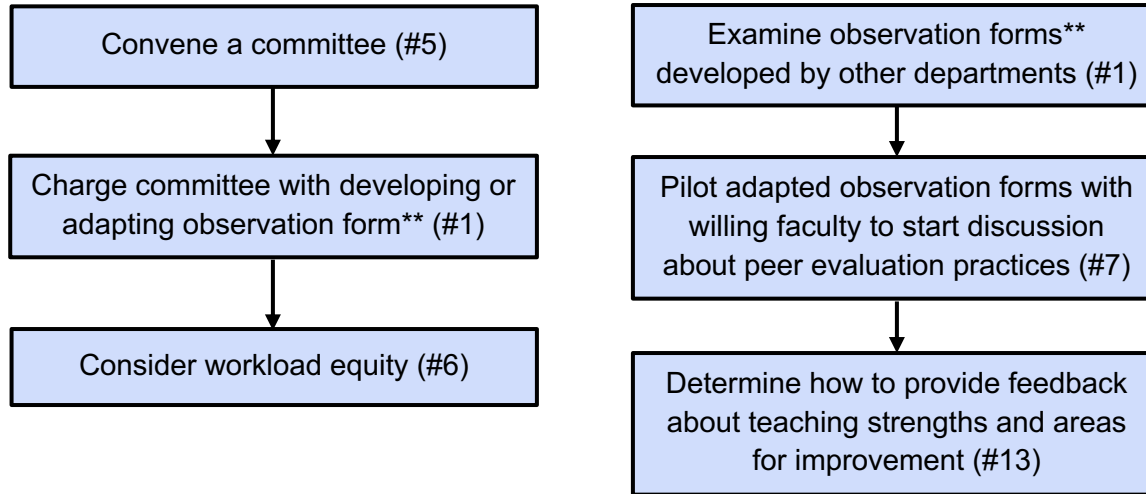 Convene a committee (#5)
Charge committee with developing or
adapting observation form** (#1)
Consider workload equity (#6)
Examine observation forms**
developed by other departments (#1)
Pilot adapted observation forms with
willing faculty to start discussion
about peer evaluation practices (#7)
Determine how to provide feedback
about teaching strengths and areas
for improvement (#13)